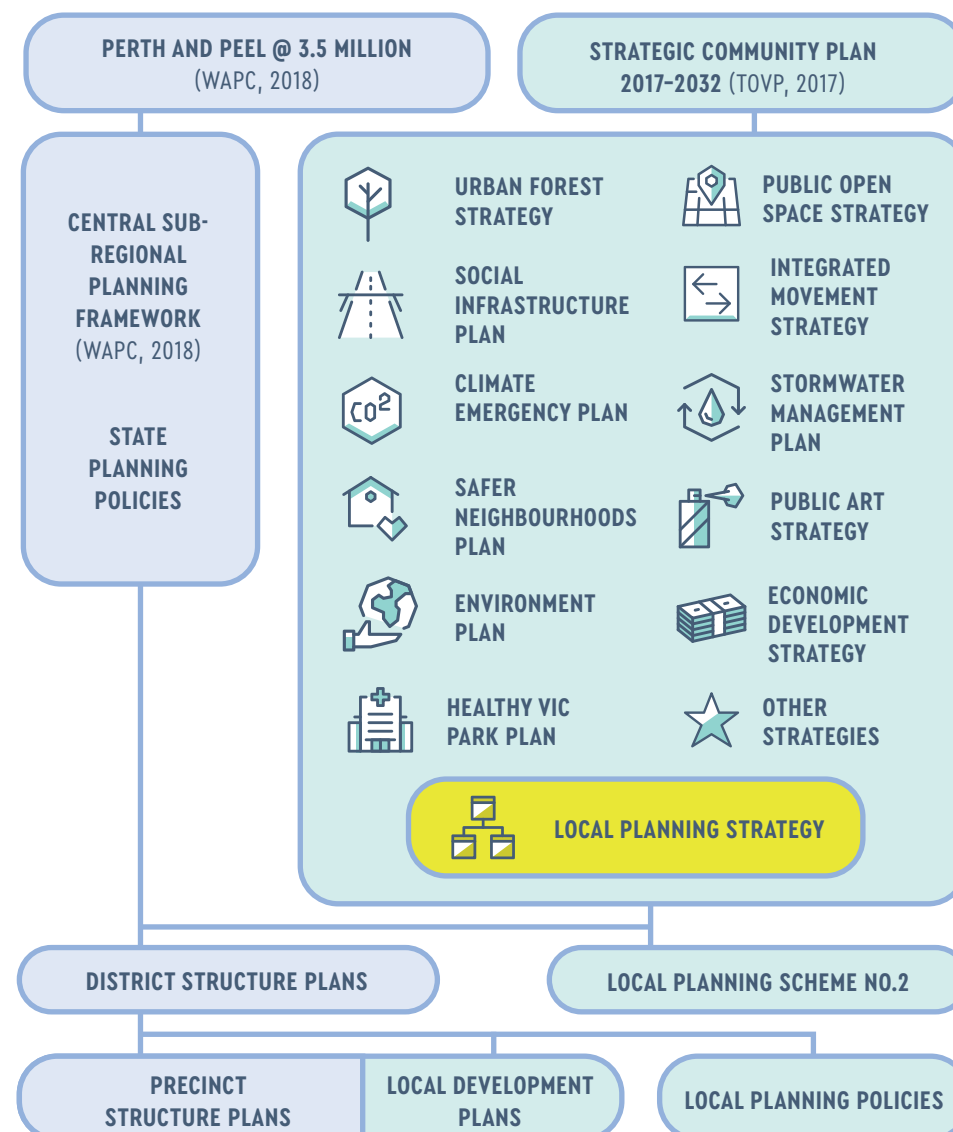 PERTH AND PEEL @ 3.5 MILLION
(WAPC, 2018)
STRATEGIC COMMUNITY PLAN
2017-2032 (TOVP, 2017)
CENTRAL SUB-
REGIONAL
PLANNING
FRAMEWORK
(WAPC, 2018)
STATE
PLANNING
POLICIES
URBAN FOREST
STRATEGY
PUBLIC OPEN
SPACE STRATEGY
SOCIAL
INFRASTRUCTURE
PLAN
INTEGRATED
MOVEMENT
STRATEGY
CO²
CLIMATE
EMERGENCY PLAN
STORMWATER
MANAGEMENT
PLAN
SAFER
NEIGHBOURHOODS
PLAN
PUBLIC ART
STRATEGY
ENVIRONMENT
PLAN
ECONOMIC
DEVELOPMENT
STRATEGY
HEALTHY VIC
PARK PLAN
OTHER
STRATEGIES
LOCAL PLANNING STRATEGY
DISTRICT STRUCTURE PLANS
LOCAL PLANNING SCHEME NO.2
PRECINCT
STRUCTURE PLANS
LOCAL DEVELOPMENT
PLANS
LOCAL PLANNING POLICIES